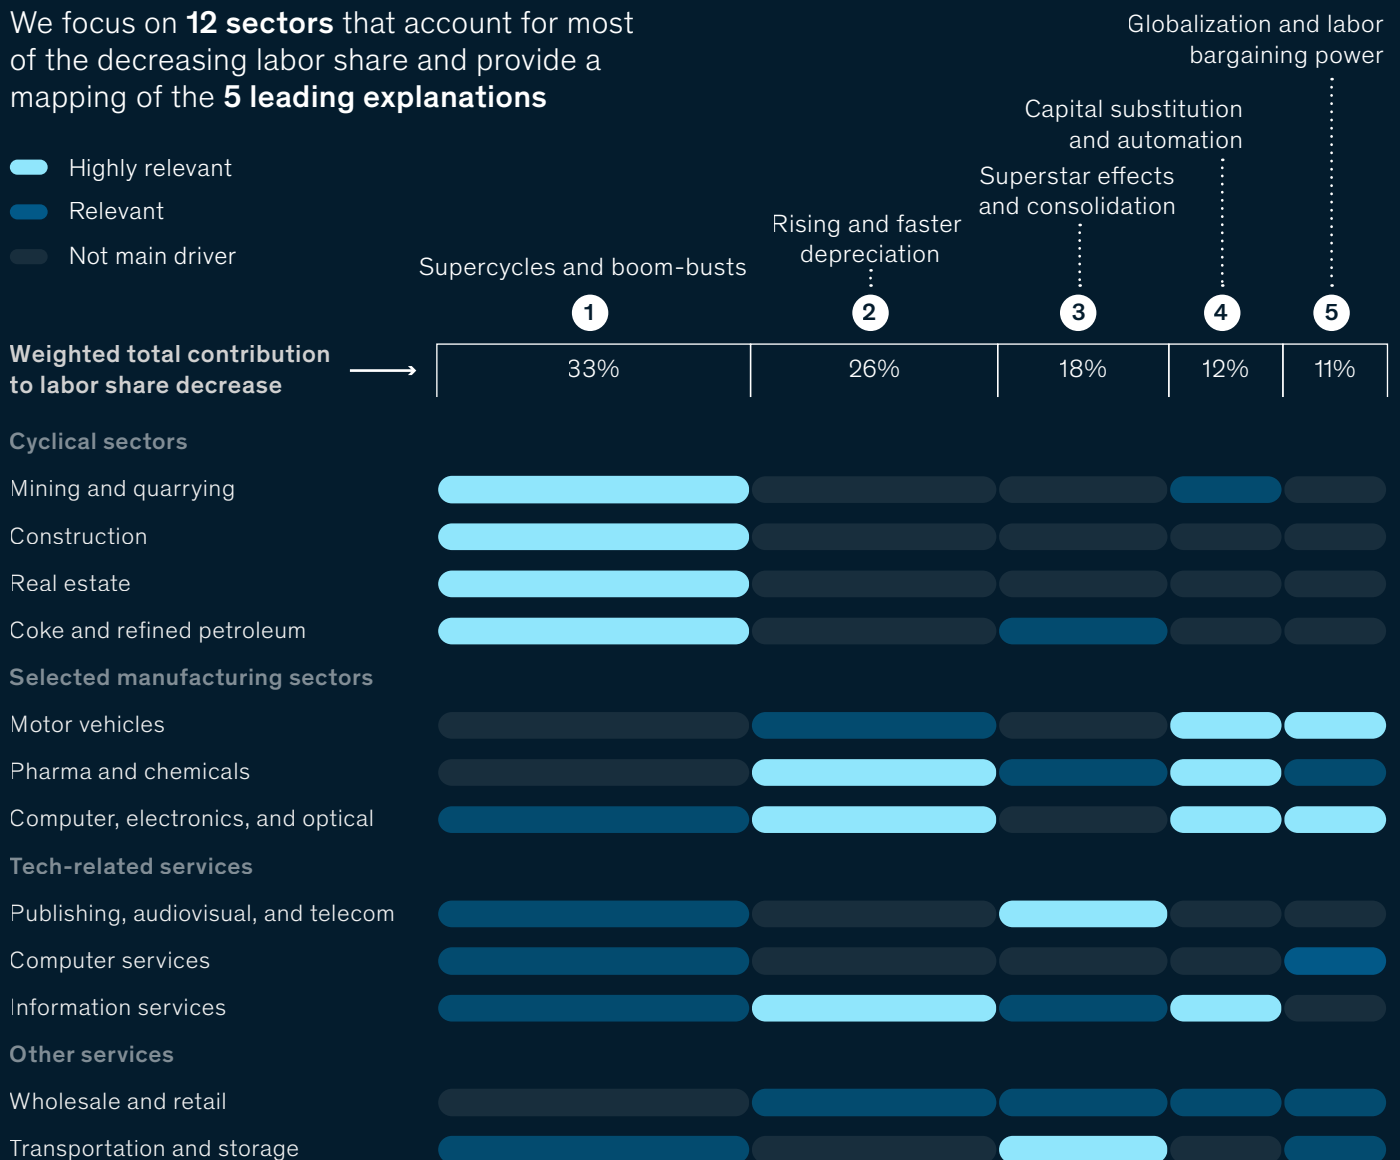 We focus on 12 sectors that account for most
of the decreasing labor share and provide a
mapping of the 5 leading explanations
Highly relevant
Relevant
Not main driver
Globalization and labor
bargaining power
Capital substitution
and automation
Superstar effects
and consolidation
Rising and faster
depreciation
Supercycles and boom-busts
1 2 3 4 5
Weighted total contribution
to labor share decrease
33% 26% 18% 12% 11%
Cyclical sectors
Mining and quarrying
Construction
Real estate
Coke and refined petroleum
Selected manufacturing sectors
Motor vehicles
Pharma and chemicals
Computer, electronics, and optical
Tech-related services
Publishing, audiovisual, and telecom
Computer services
Information services
Other services
Wholesale and retail
Transportation and storage